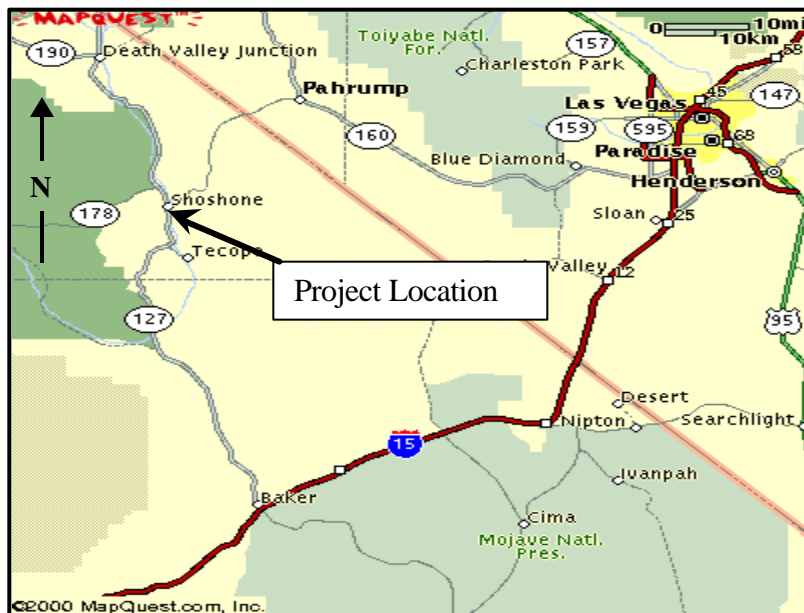 MAPQUEST™
0 10mi
10km
190
Death Valley Junction
Toiyabe Natl.
For.
157
58
Charleston Park
Pahrump
45
147
Las Vegas
160
159
595
68
Paradise
Blue Diamond
Henderson
N
Shoshone
178
Sloan
25
Tecopa
Valley
12
Project Location
127
95
Desert
Nipton
Searchlight
15
Ivanpah
Baker
Cima
Mojave Natl.
Pres.
©2000 MapQuest.com, Inc.